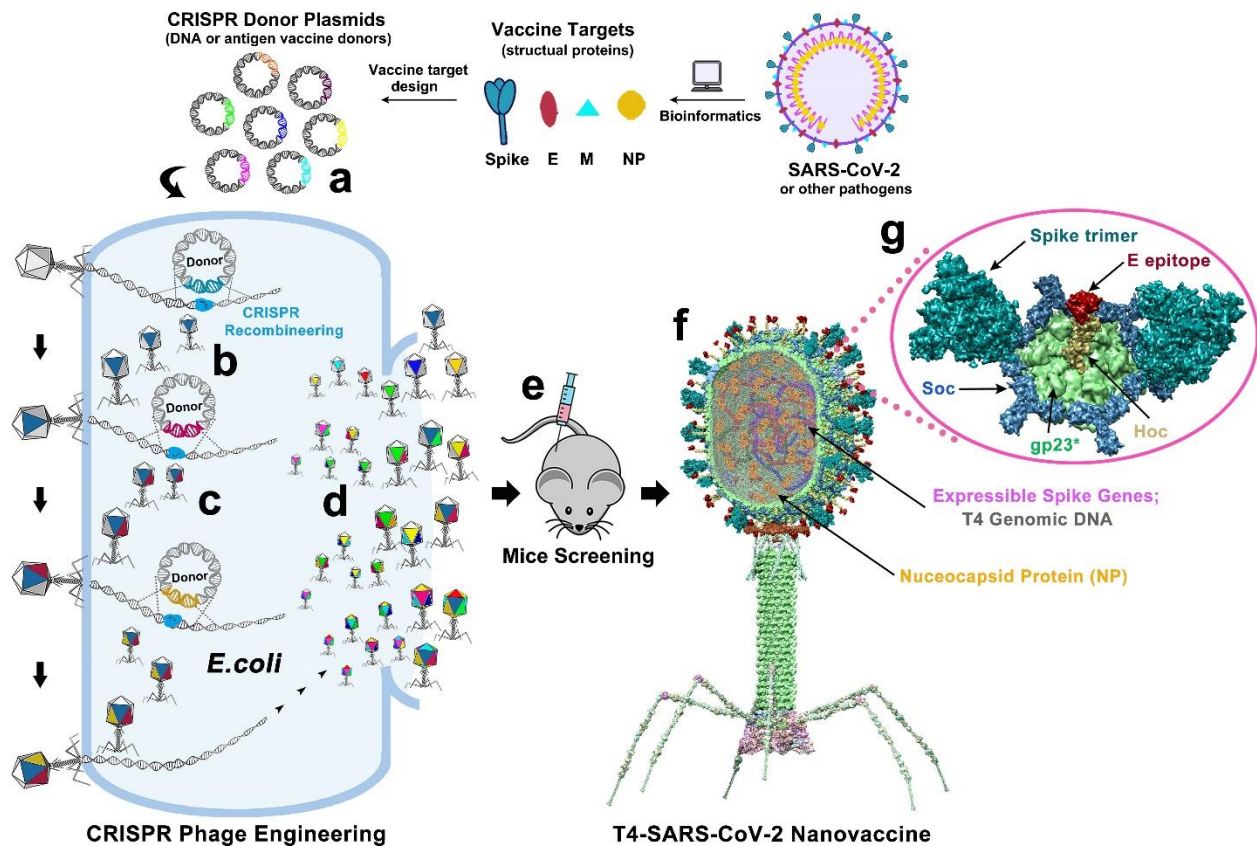 CRISPR Donor Plasmids
(DNA or antigen vaccine donors)
Vaccine target
design
Vaccine Targets
(structual proteins)
Spike E M NP
Bioinformatics
SARS-CoV-2
or other pathogens
a
Donor
CRISPR
Recombineering
b
Donor
c
d
Donor
E.coli
CRISPR Phage Engineering
e
Mice Screening
f
g
Spike trimer
E epitope
Soc
Hoc
gp23*
Expressible Spike Genes;
T4 Genomic DNA
Nuceocapsid Protein (NP)
T4-SARS-CoV-2 Nanovaccine